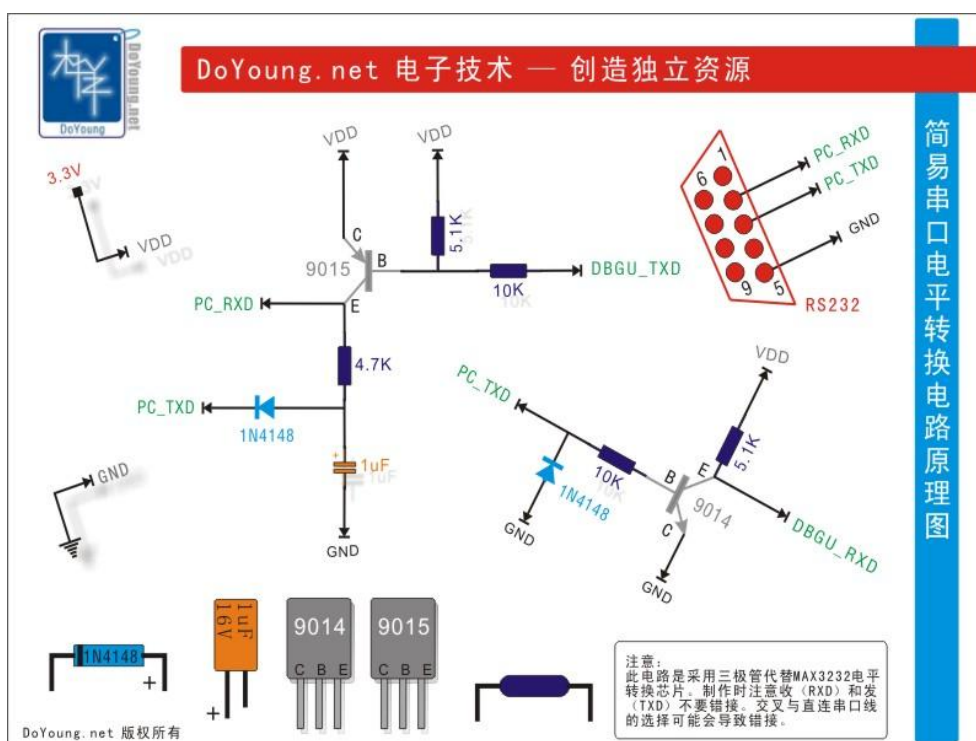 DoYoung.net
DoYoung
DoYoung.net 电子技术 — 创造独立资源
简易串口电平转换电路原理图
3.3V
VDD
VDD
VDD
C
9015
B
E
5.1K
10K
DBGU_TXD
PC_RXD
4.7K
PC_TXD
1N4148
+
1uF
GND
GND
1
6
9
5
PC_RXD
PC_TXD
GND
RS232
PC_TXD
1N4148
GND
10K
B
E
C
9014
VDD
5.1K
DBGU_RXD
GND
1N4148
+
1uF
16V
+
9014
C B E
9015
C B E
注意:
此电路是采用三极管代替MAX3232电平
转换芯片。制作时注意收（RXD）和发
（TXD）不要错接。交叉与直连串口线
的选择可能会导致错接。
DoYoung.net 版权所有